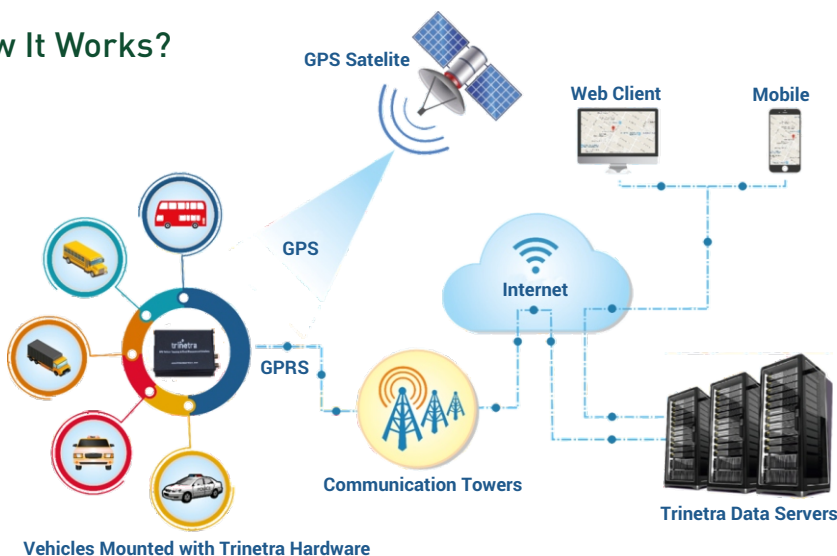 w It Works?
GPS Satelite
Web Client
Mobile
GPS
Internet
trinetra
GPRS
Communication Towers
Trinetra Data Servers
Vehicles Mounted with Trinetra Hardware